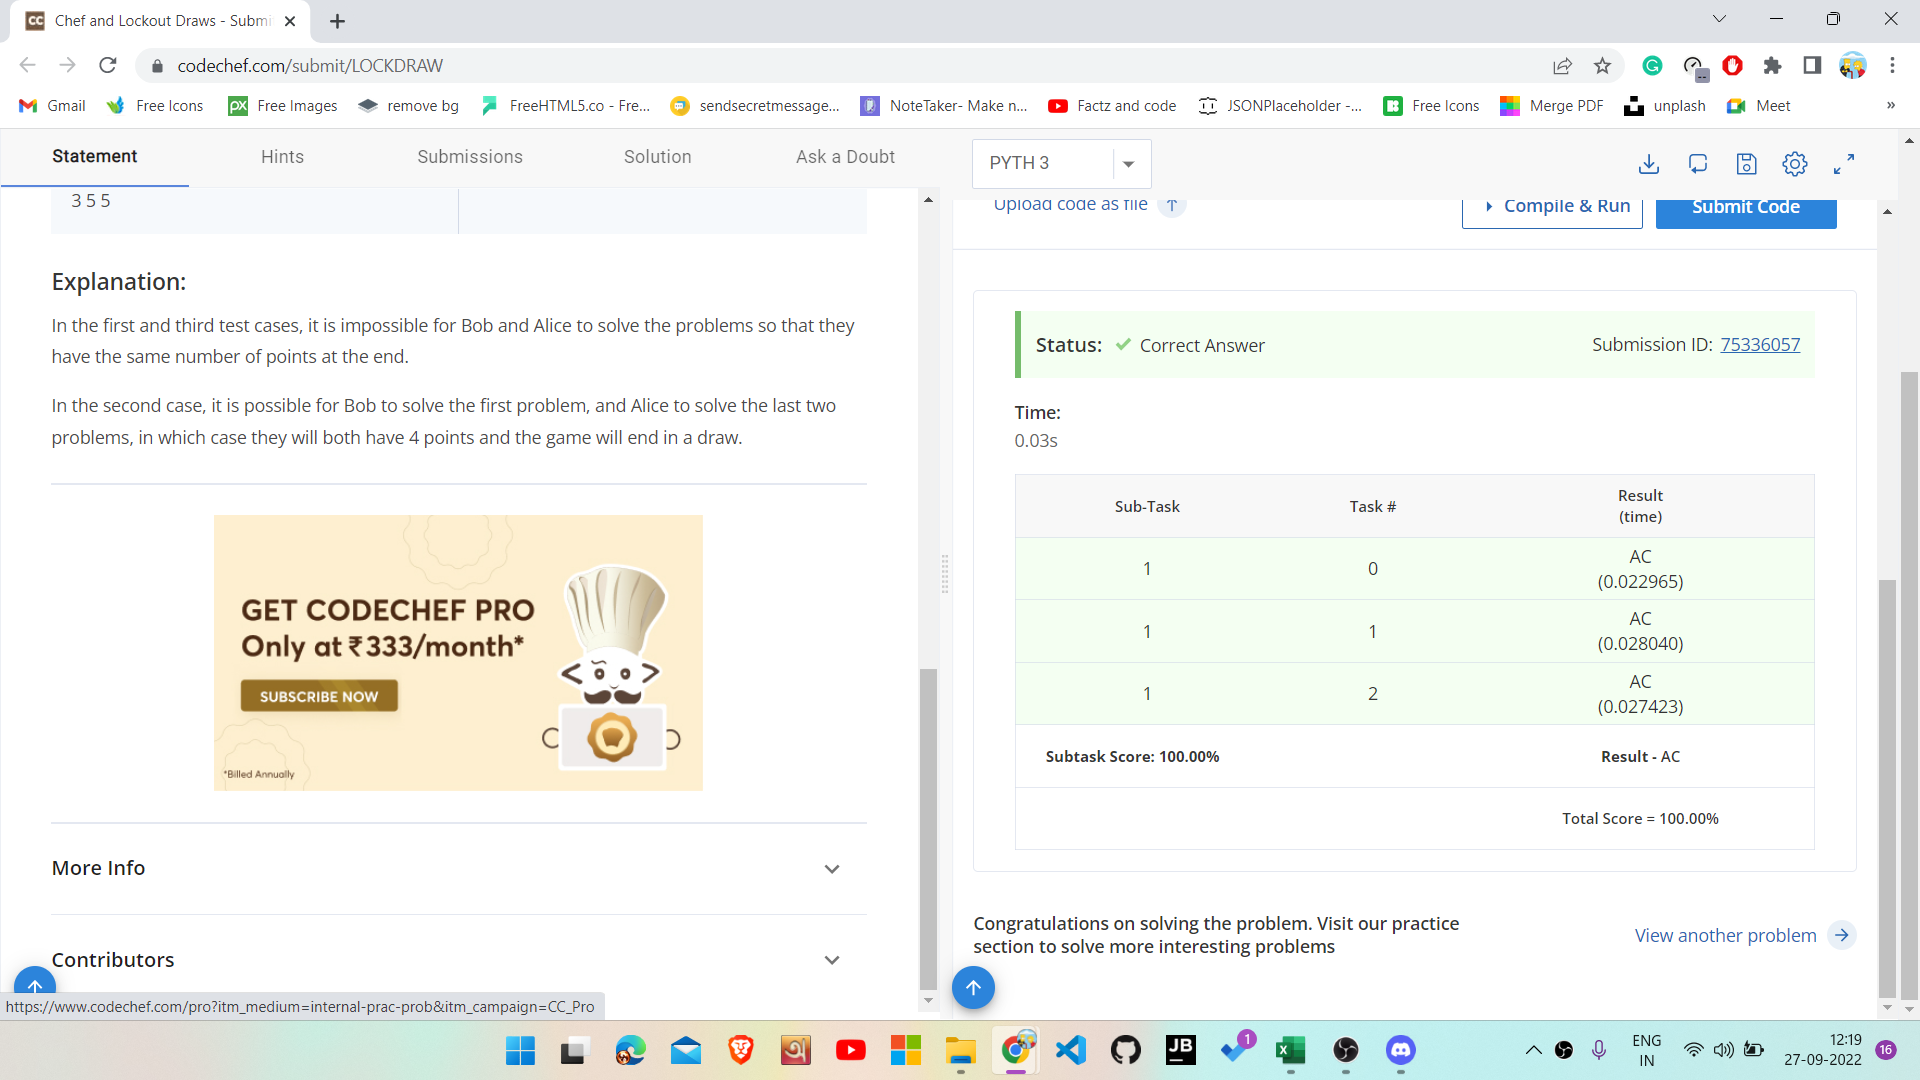 Chef and Lockout Draws - Submi
codechef.com/submit/LOCKDRAW
Gmail
Free Icons
Free Images
remove bg
FreeHTML5.co - Fre...
sendsecretmessage...
NoteTaker- Make n...
Factz and code
JSONPlaceholder -...
Free Icons
Merge PDF
unplash
Meet
»
Statement
Hints
Submissions
Solution
Ask a Doubt
3 5 5
Explanation:
In the first and third test cases, it is impossible for Bob and Alice to solve the problems so that they
have the same number of points at the end.
In the second case, it is possible for Bob to solve the first problem, and Alice to solve the last two
problems, in which case they will both have 4 points and the game will end in a draw.
GET CODECHEF PRO
Only at ₹333/month*
SUBSCRIBE NOW
*Billed Annually
More Info
Contributors
https://www.codechef.com/pro?itm_medium=internal-prac-prob&itm_campaign=CC_Pro
PYTH 3
Upload code as file
Compile & Run
Submit Code
Status: Correct Answer
Submission ID: 75336057
Time:
0.03s
Sub-Task Task # Result
(time)
1 0 AC
(0.022965)
1 1 AC
(0.028040)
1 2 AC
(0.027423)
Subtask Score: 100.00% Result - AC
Total Score = 100.00%
Congratulations on solving the problem. Visit our practice
section to solve more interesting problems
View another problem
JB
1
ENG
IN
12:19
27-09-2022
16